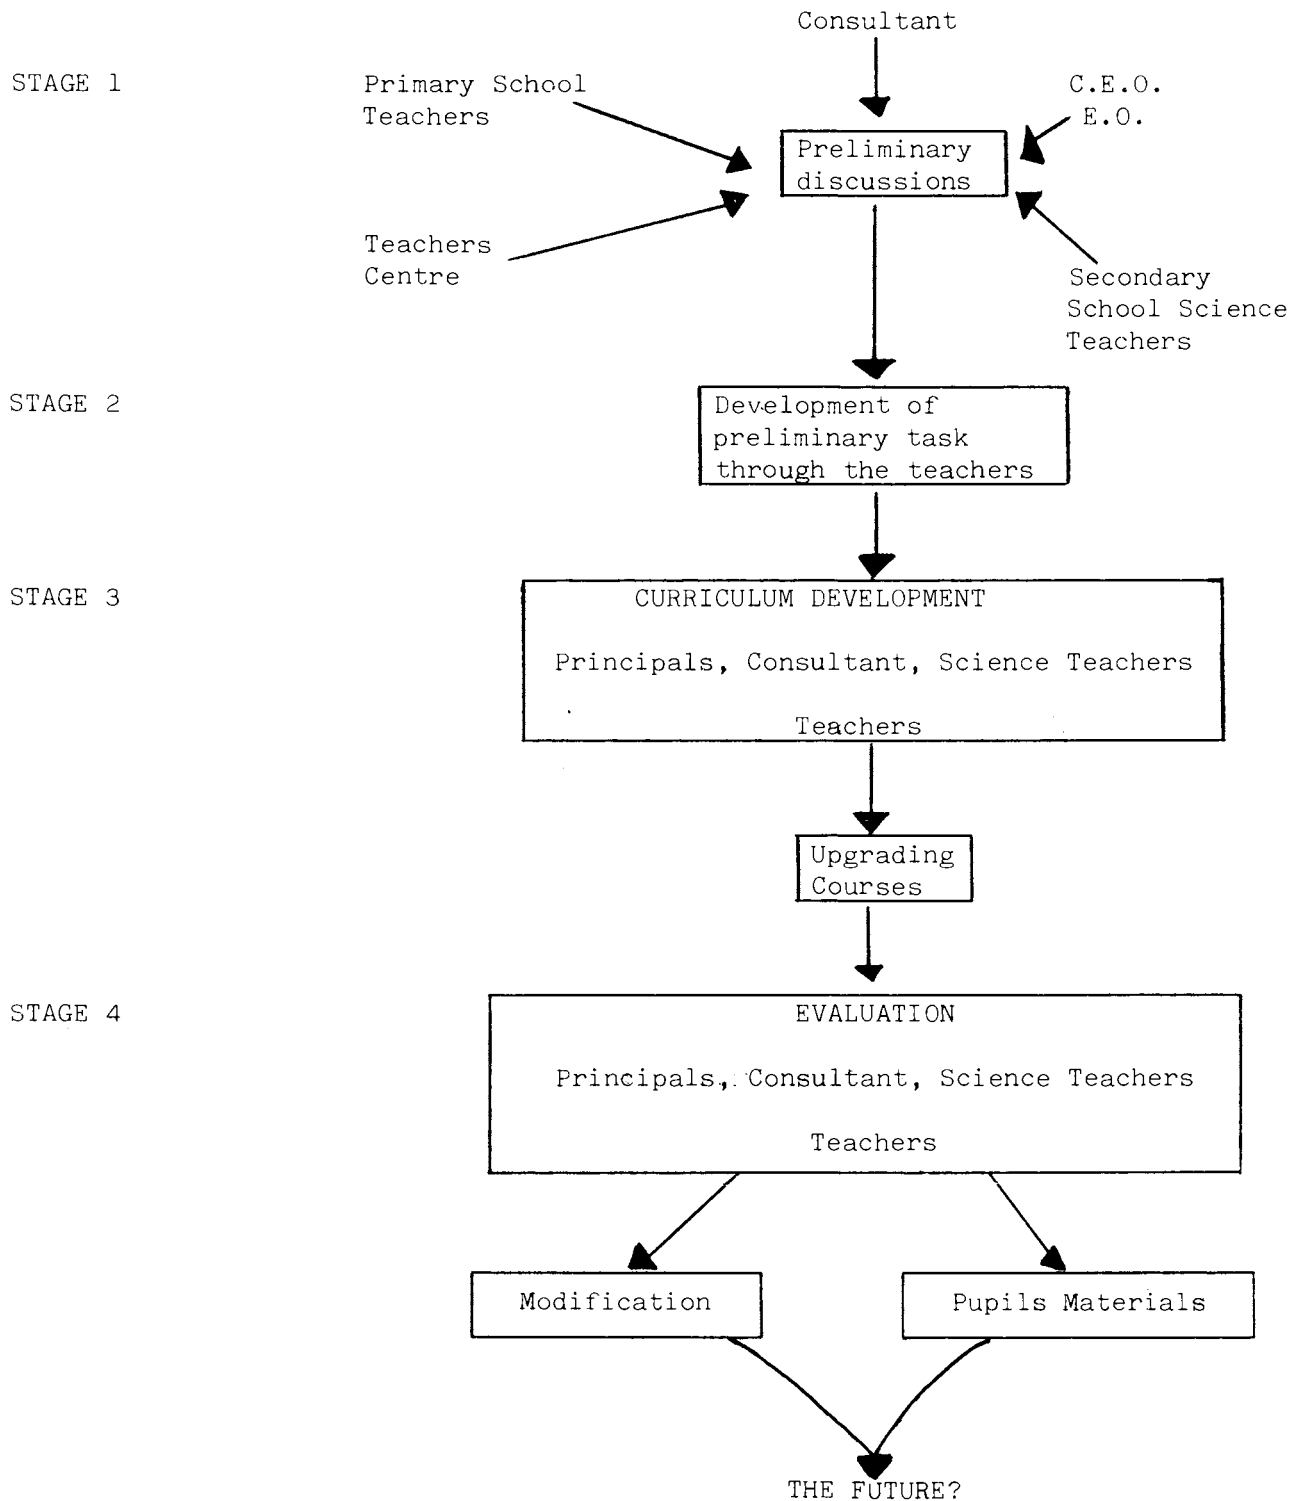 Consultant
STAGE 1
Primary School
Teachers
C.E.O.
E.O.
Preliminary
discussions
Teachers
Centre
Secondary
School Science
Teachers
STAGE 2
Development of
preliminary task
through the teachers
STAGE 3
CURRICULUM DEVELOPMENT
Principals, Consultant, Science Teachers
Teachers
Upgrading
Courses
STAGE 4
EVALUATION
Principals, Consultant, Science Teachers
Teachers
Modification
Pupils Materials
THE FUTURE?